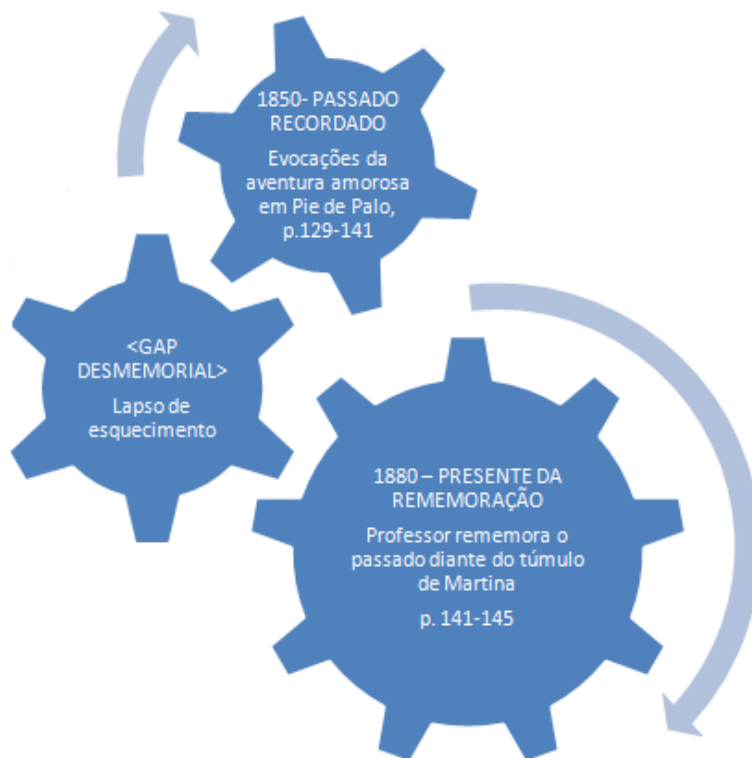 1850- PASSADO
RECORDADO
Evocações da
aventura amorosa
em Pie de Palo,
p.129-141
<GAP
DESMEMORIAL>
Lapso de
esquecimento
1880 – PRESENTE DA
REMEMORAÇÃO
Professor rememora o
passado diante do túmulo
de Martina
p. 141-145